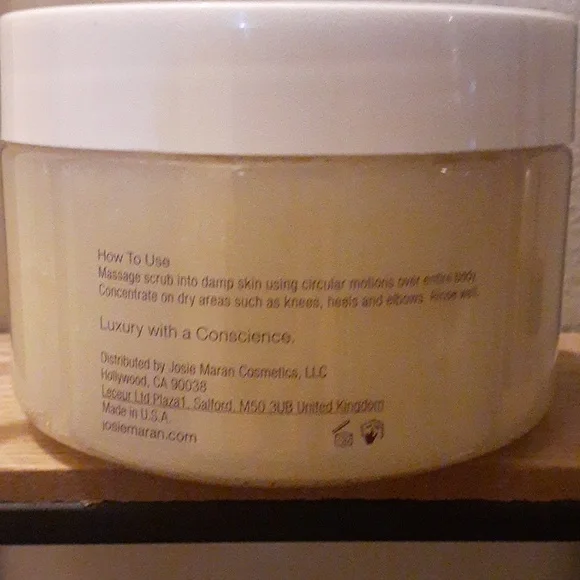 How To Use
Massage scrub into damp skin using circular motions over entire body.
Concentrate on dry areas such as knees, heels and elbows. Rinse well.
Luxury with a Conscience.
Distributed by Josie Maran Cosmetics, LLC
Hollywood, CA 90038
Ltd Plaza1, Salford, M50 3UB United Kingdom
Made in U.S.A.
josiemaran.com